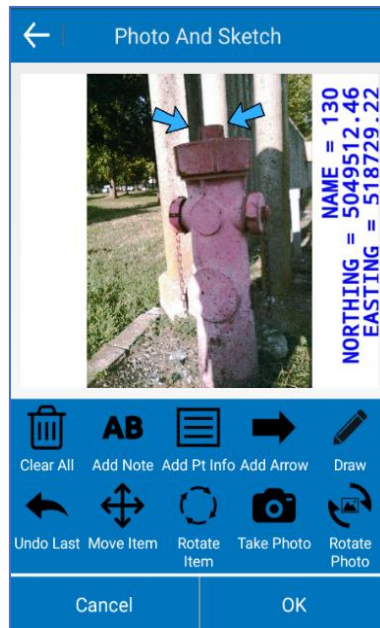 Photo And Sketch
NAME = 130
NORTHING = 5049512.46
EASTING = 518729.22
Clear All
AB
Add Note
Add Pt Info
Add Arrow
Draw
Undo Last
Move Item
Rotate
Item
Take Photo
Rotate
Photo
Cancel
OK